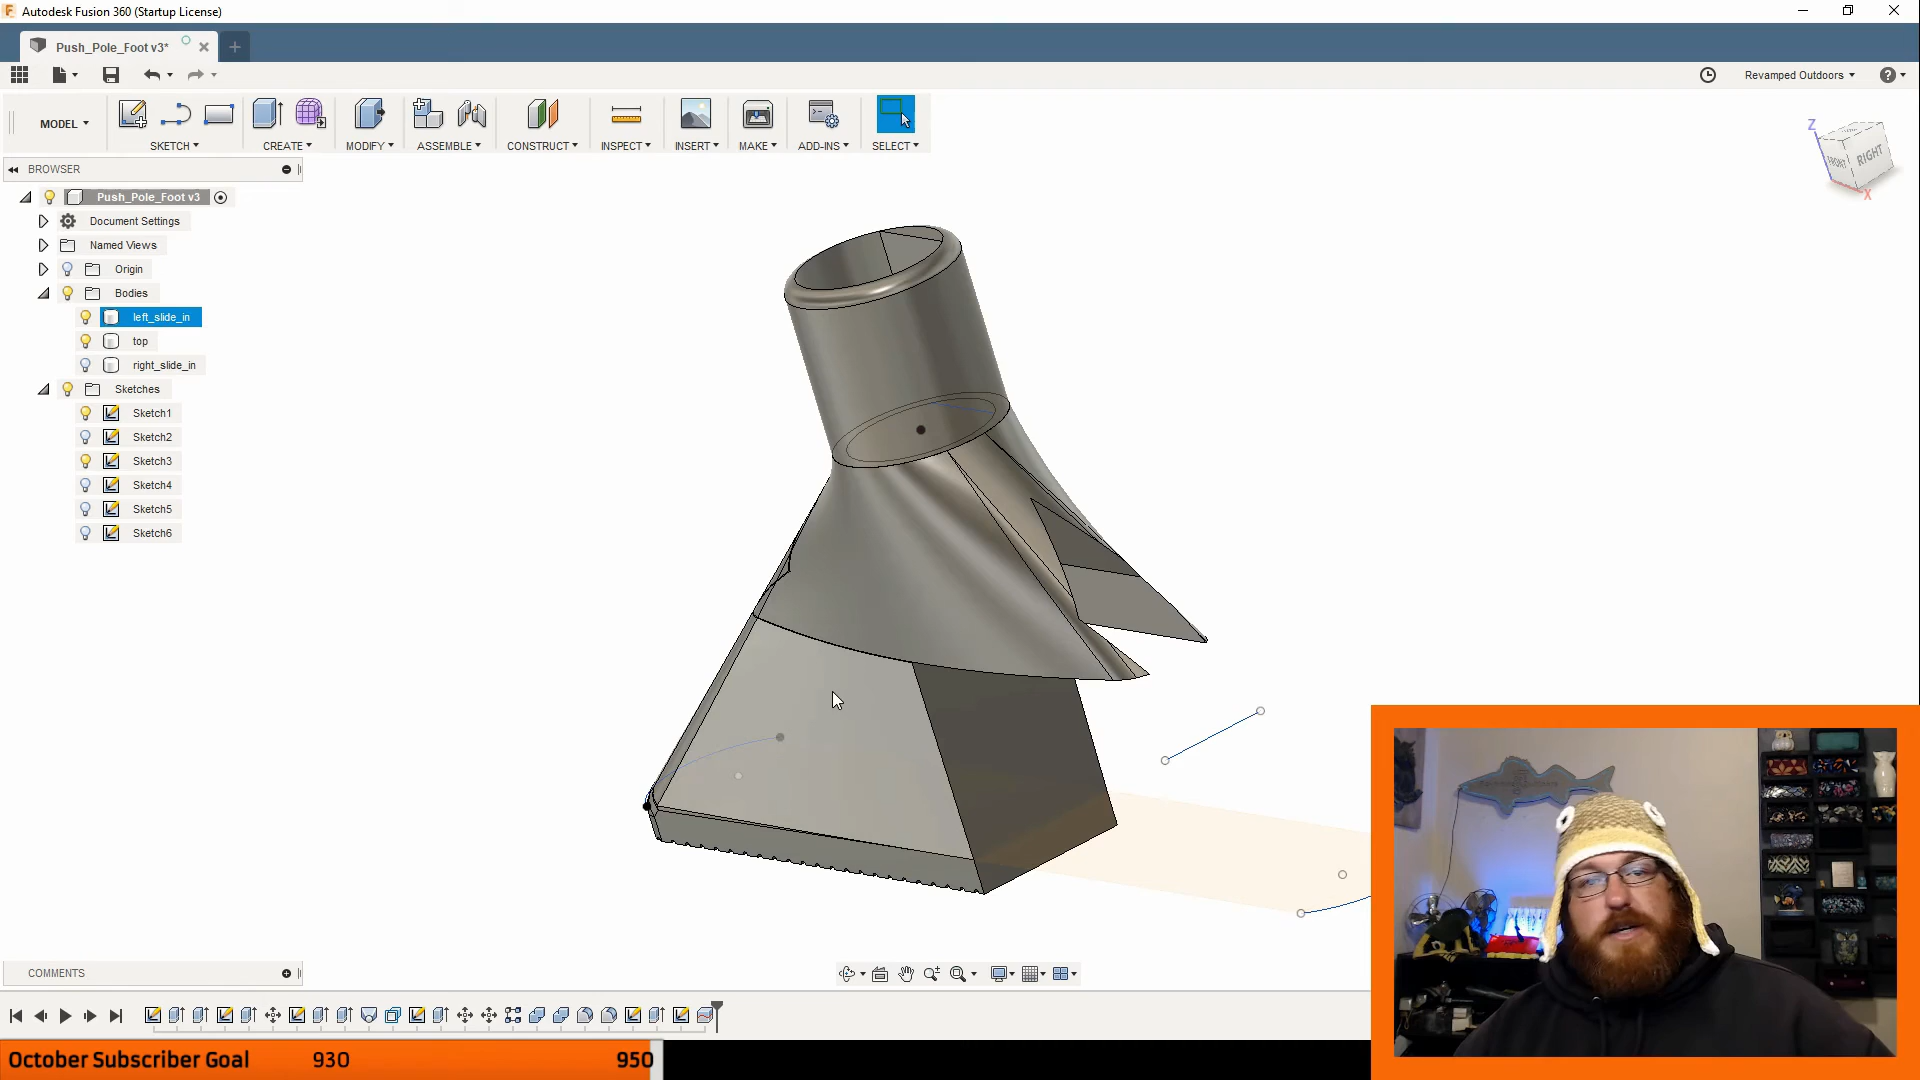 Autodesk Fusion 360 (Startup License)
Push_Pole_Foot v3*
Revamped Outdoors
MODEL
SKETCH
CREATE
MODIFY
ASSEMBLE
CONSTRUCT
INSPECT
INSERT
MAKE
ADD-INS
SELECT
BROWSER
Push_Pole_Foot v3
Document Settings
Named Views
Origin
Bodies
left_slide_in
top
right_slide_in
Sketches
Sketch1
Sketch2
Sketch3
Sketch4
Sketch5
Sketch6
Z
FRONT
RIGHT
X
COMMENTS
October Subscriber Goal 930 950